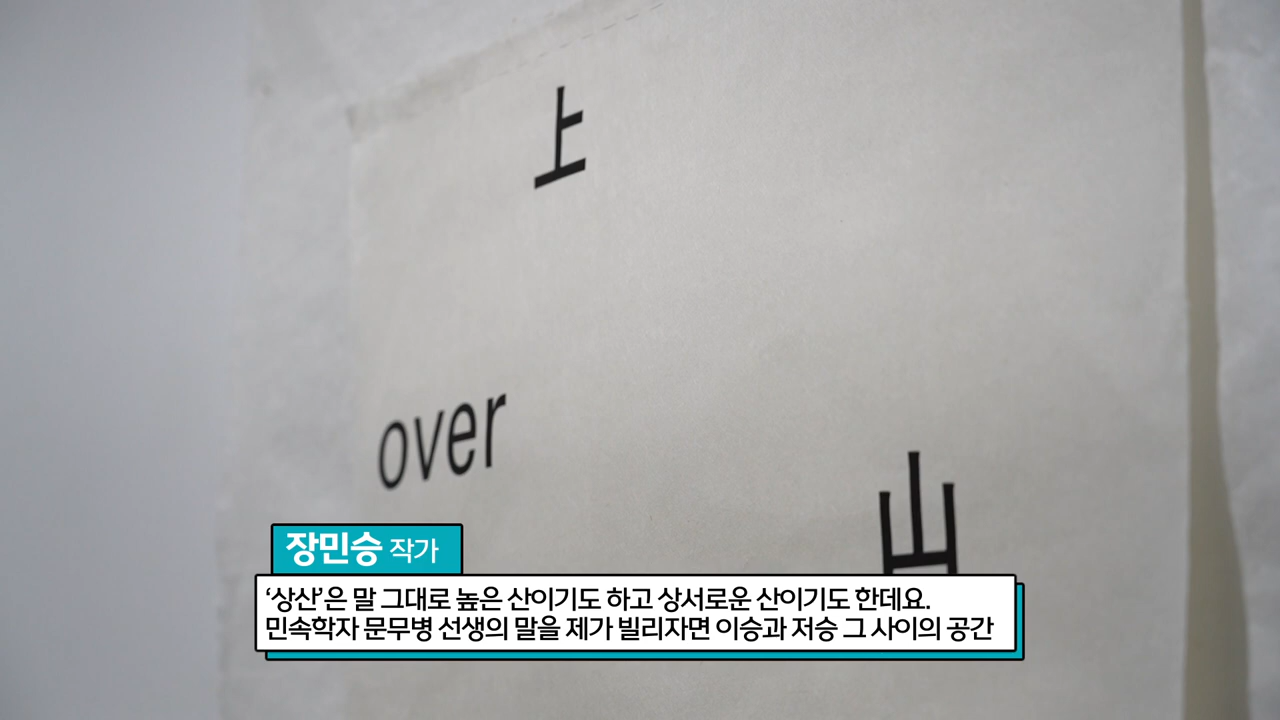 上
over
山
장민승 작가
‘상산’은 말 그대로 높은 산이기도 하고 상서로운 산이기도 한데요.
민속학자 문무병 선생의 말을 제가 빌리자면 이승과 저승 그 사이의 공간